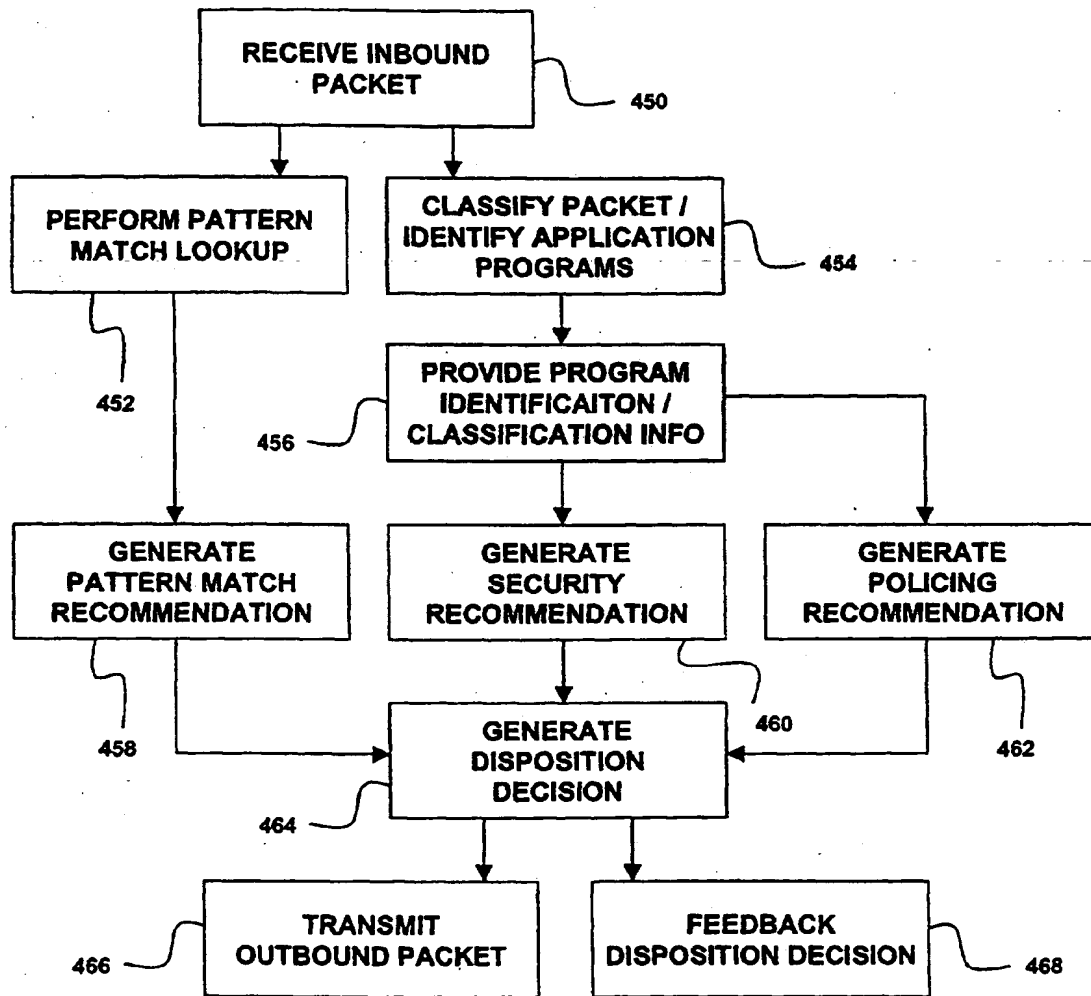 RECEIVE INBOUND
PACKET
450
PERFORM PATTERN
MATCH LOOKUP
452
CLASSIFY PACKET /
IDENTIFY APPLICATION
PROGRAMS
454
PROVIDE PROGRAM
IDENTIFICAITON /
CLASSIFICATION INFO
456
GENERATE
PATTERN MATCH
RECOMMENDATION
458
GENERATE
SECURITY
RECOMMENDATION
460
GENERATE
POLICING
RECOMMENDATION
462
GENERATE
DISPOSITION
DECISION
464
TRANSMIT
OUTBOUND PACKET
466
FEEDBACK
DISPOSITION DECISION
468